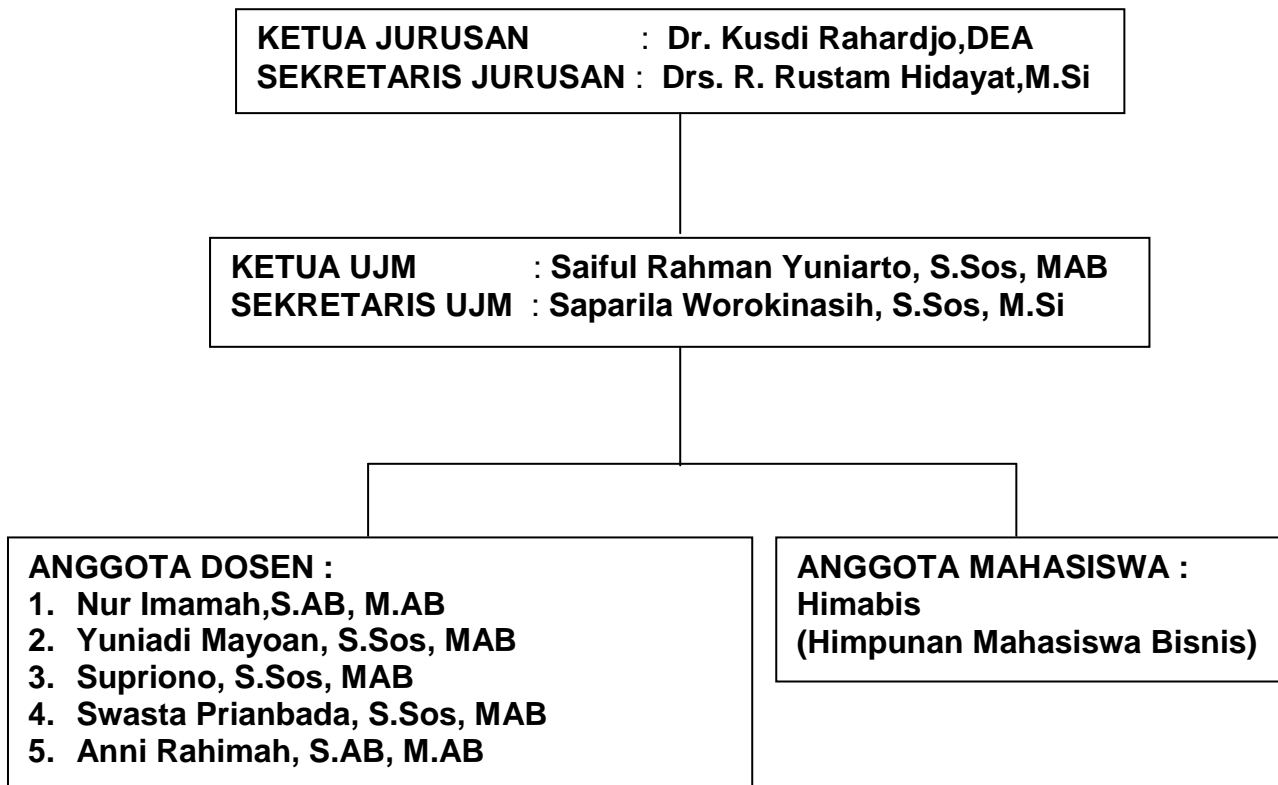 KETUA JURUSAN : Dr. Kusdi Rahardjo,DEA
SEKRETARIS JURUSAN : Drs. R. Rustam Hidayat,M.Si
KETUA UJM : Saiful Rahman Yuniarto, S.Sos, MAB
SEKRETARIS UJM : Saparila Worokinasih, S.Sos, M.Si
ANGGOTA DOSEN :
1. Nur Imamah,S.AB, M.AB
2. Yuniadi Mayoan, S.Sos, MAB
3. Supriono, S.Sos, MAB
4. Swasta Prianbada, S.Sos, MAB
5. Anni Rahimah, S.AB, M.AB
ANGGOTA MAHASISWA :
Himabis
(Himpunan Mahasiswa Bisnis)